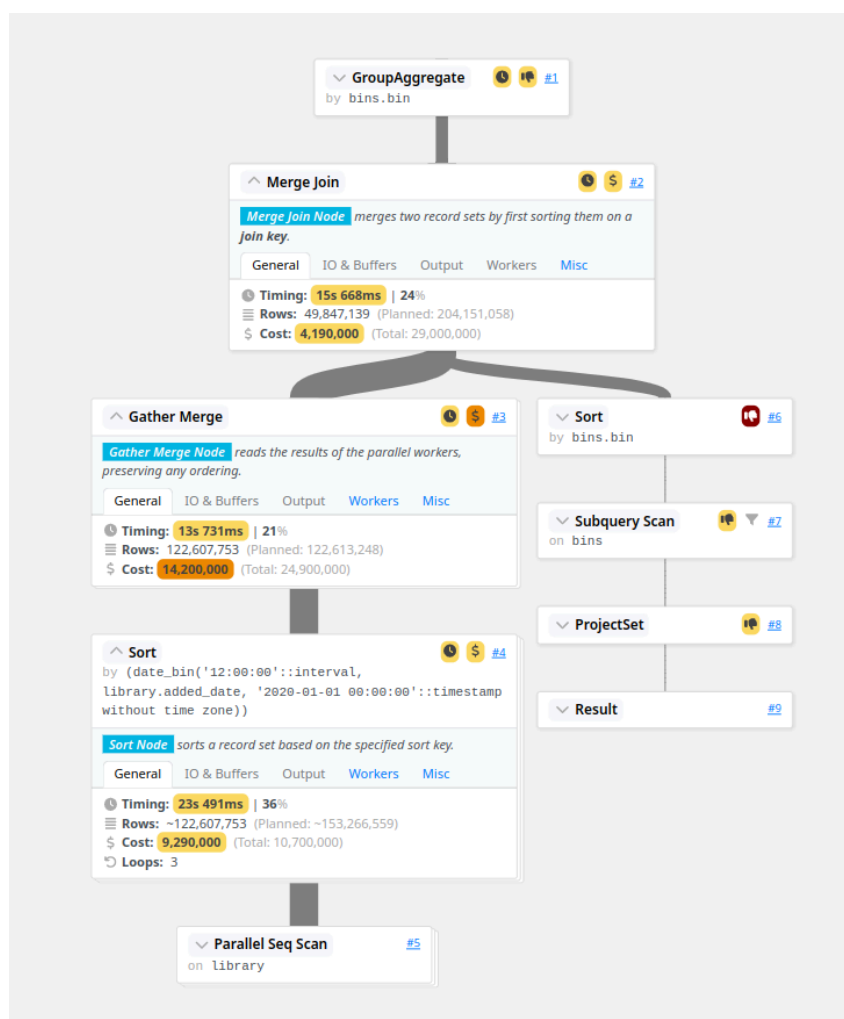 GroupAggregate #1
by bins.bin
Merge Join $ #2
Merge Join Node merges two record sets by first sorting them on a
join key.
General IO & Buffers Output Workers Misc
Timing: 15s 668ms | 24%
Rows: 49,847,139 (Planned: 204,151,058)
$ Cost: 4,190,000 (Total: 29,000,000)
Gather Merge $ #3
Gather Merge Node reads the results of the parallel workers,
preserving any ordering.
General IO & Buffers Output Workers Misc
Timing: 13s 731ms | 21%
Rows: 122,607,753 (Planned: 122,613,248)
$ Cost: 14,200,000 (Total: 24,900,000)
Sort $ #4
by (date_bin('12:00:00'::interval,
library.added_date, '2020-01-01 00:00:00'::timestamp
without time zone))
Sort Node sorts a record set based on the specified sort key.
General IO & Buffers Output Workers Misc
Timing: 23s 491ms | 36%
Rows: ~122,607,753 (Planned: ~153,266,559)
$ Cost: 9,290,000 (Total: 10,700,000)
Loops: 3
Parallel Seq Scan #5
on library
Sort #6
by bins.bin
Subquery Scan #7
on bins
ProjectSet #8
Result #9